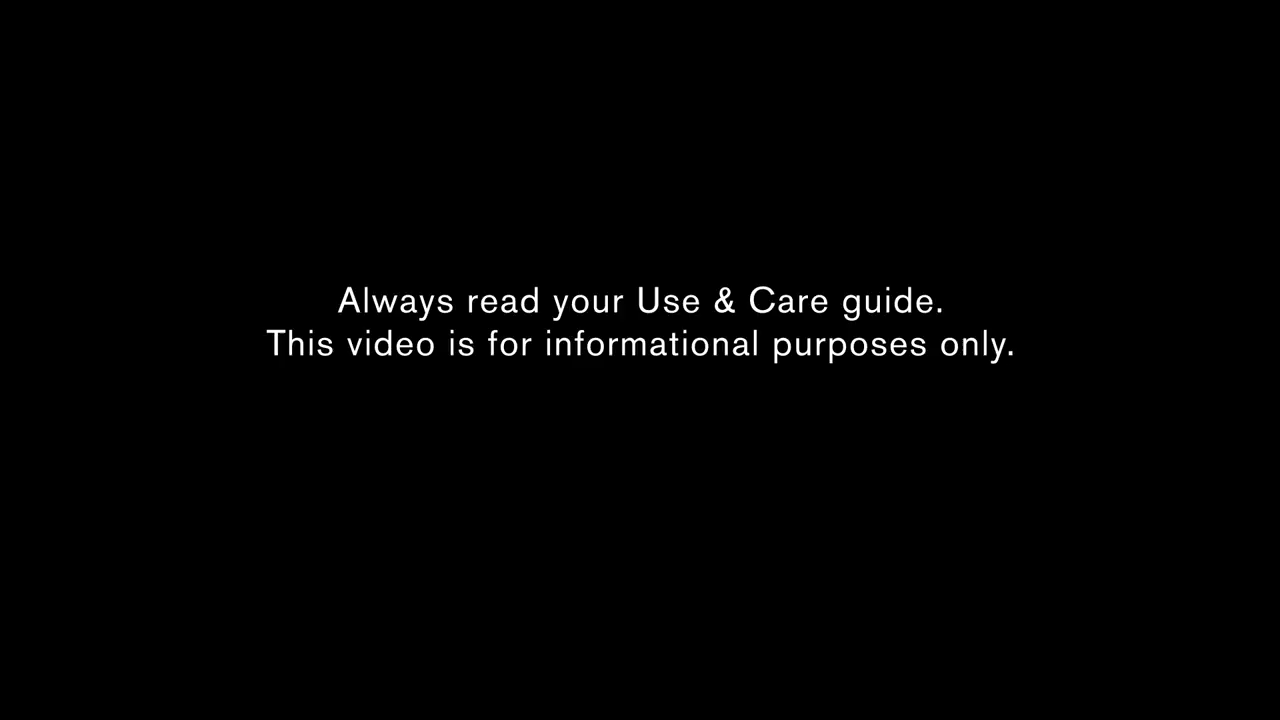 Always read your Use & Care guide.
This video is for informational purposes only.